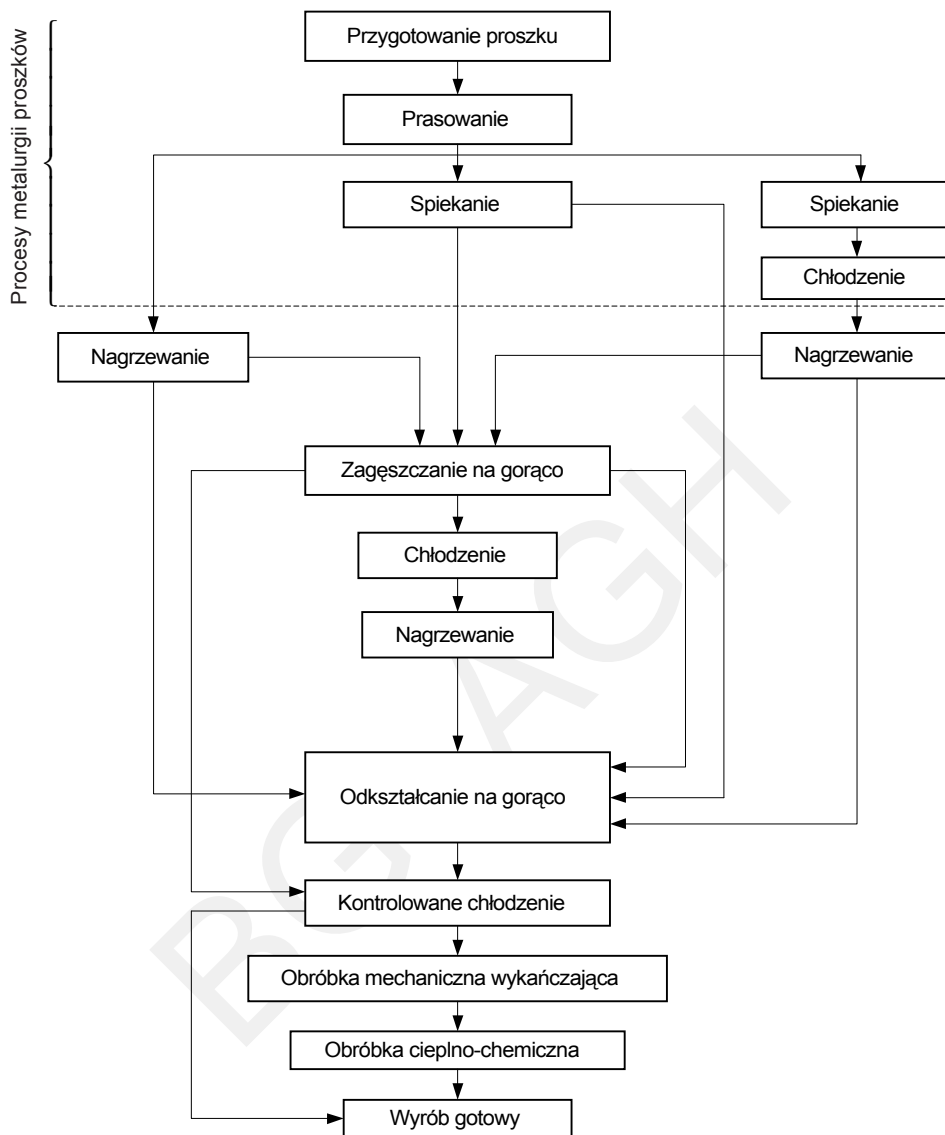 Procesy metalurgii proszków
Przygotowanie proszku
Prasowanie
Spiekanie
Spiekanie
Chłodzenie
Nagrzewanie
Nagrzewanie
Zagęszczanie na gorąco
Chłodzenie
Nagrzewanie
Odkształcanie na gorąco
Kontrolowane chłodzenie
Obróbka mechaniczna wykańczająca
Obróbka cieplno-chemiczna
Wyrób gotowy
BG AGH